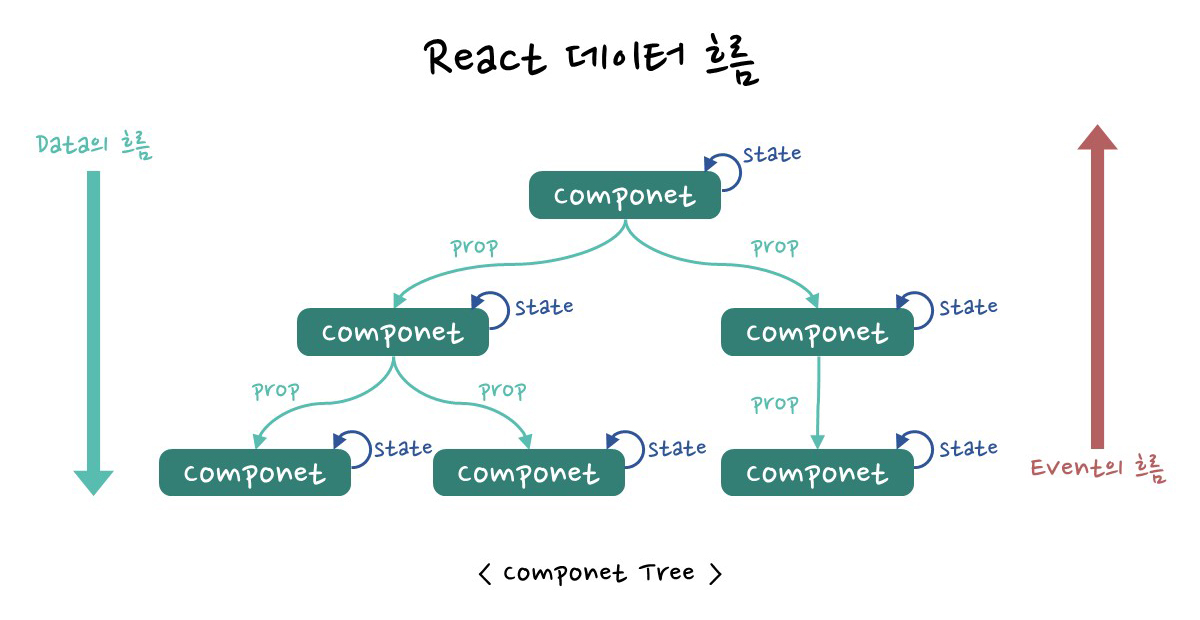 React 데이터 흐름
Data의 흐름
state
componet
prop
prop
state
state
componet
componet
prop
prop
prop
state
state
state
componet
componet
componet
Event의 흐름
< componet Tree >